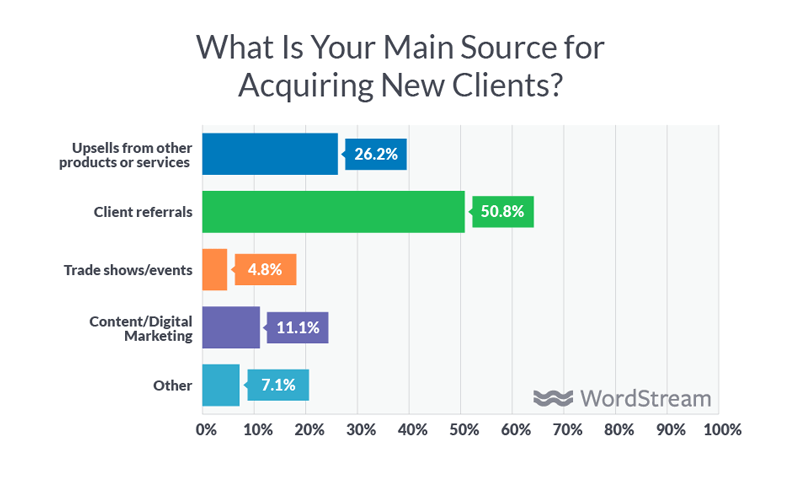 What Is Your Main Source for
Acquiring New Clients?
Upsells from other
products or services
26.2%
Client referrals
50.8%
Trade shows/events
4.8%
Content/Digital
Marketing
11.1%
Other
7.1%
WordStream
0% 10% 20% 30% 40% 50% 60% 70% 80% 90% 100%